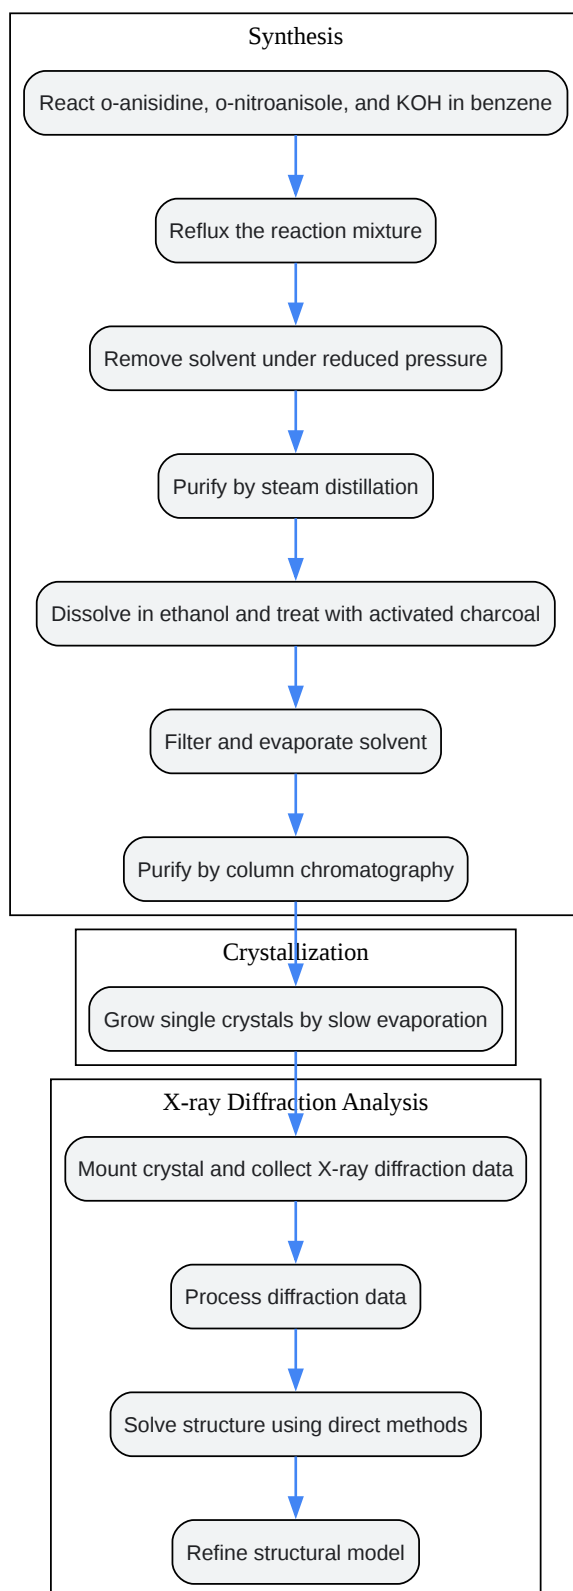 Synthesis
React o-anisidine, o-nitroanisole, and KOH in benzene
Reflux the reaction mixture
Remove solvent under reduced pressure
Purify by steam distillation
Dissolve in ethanol and treat with activated charcoal
Filter and evaporate solvent
Purify by column chromatography
Crystallization
Grow single crystals by slow evaporation
X-ray Diffraction Analysis
Mount crystal and collect X-ray diffraction data
Process diffraction data
Solve structure using direct methods
Refine structural model